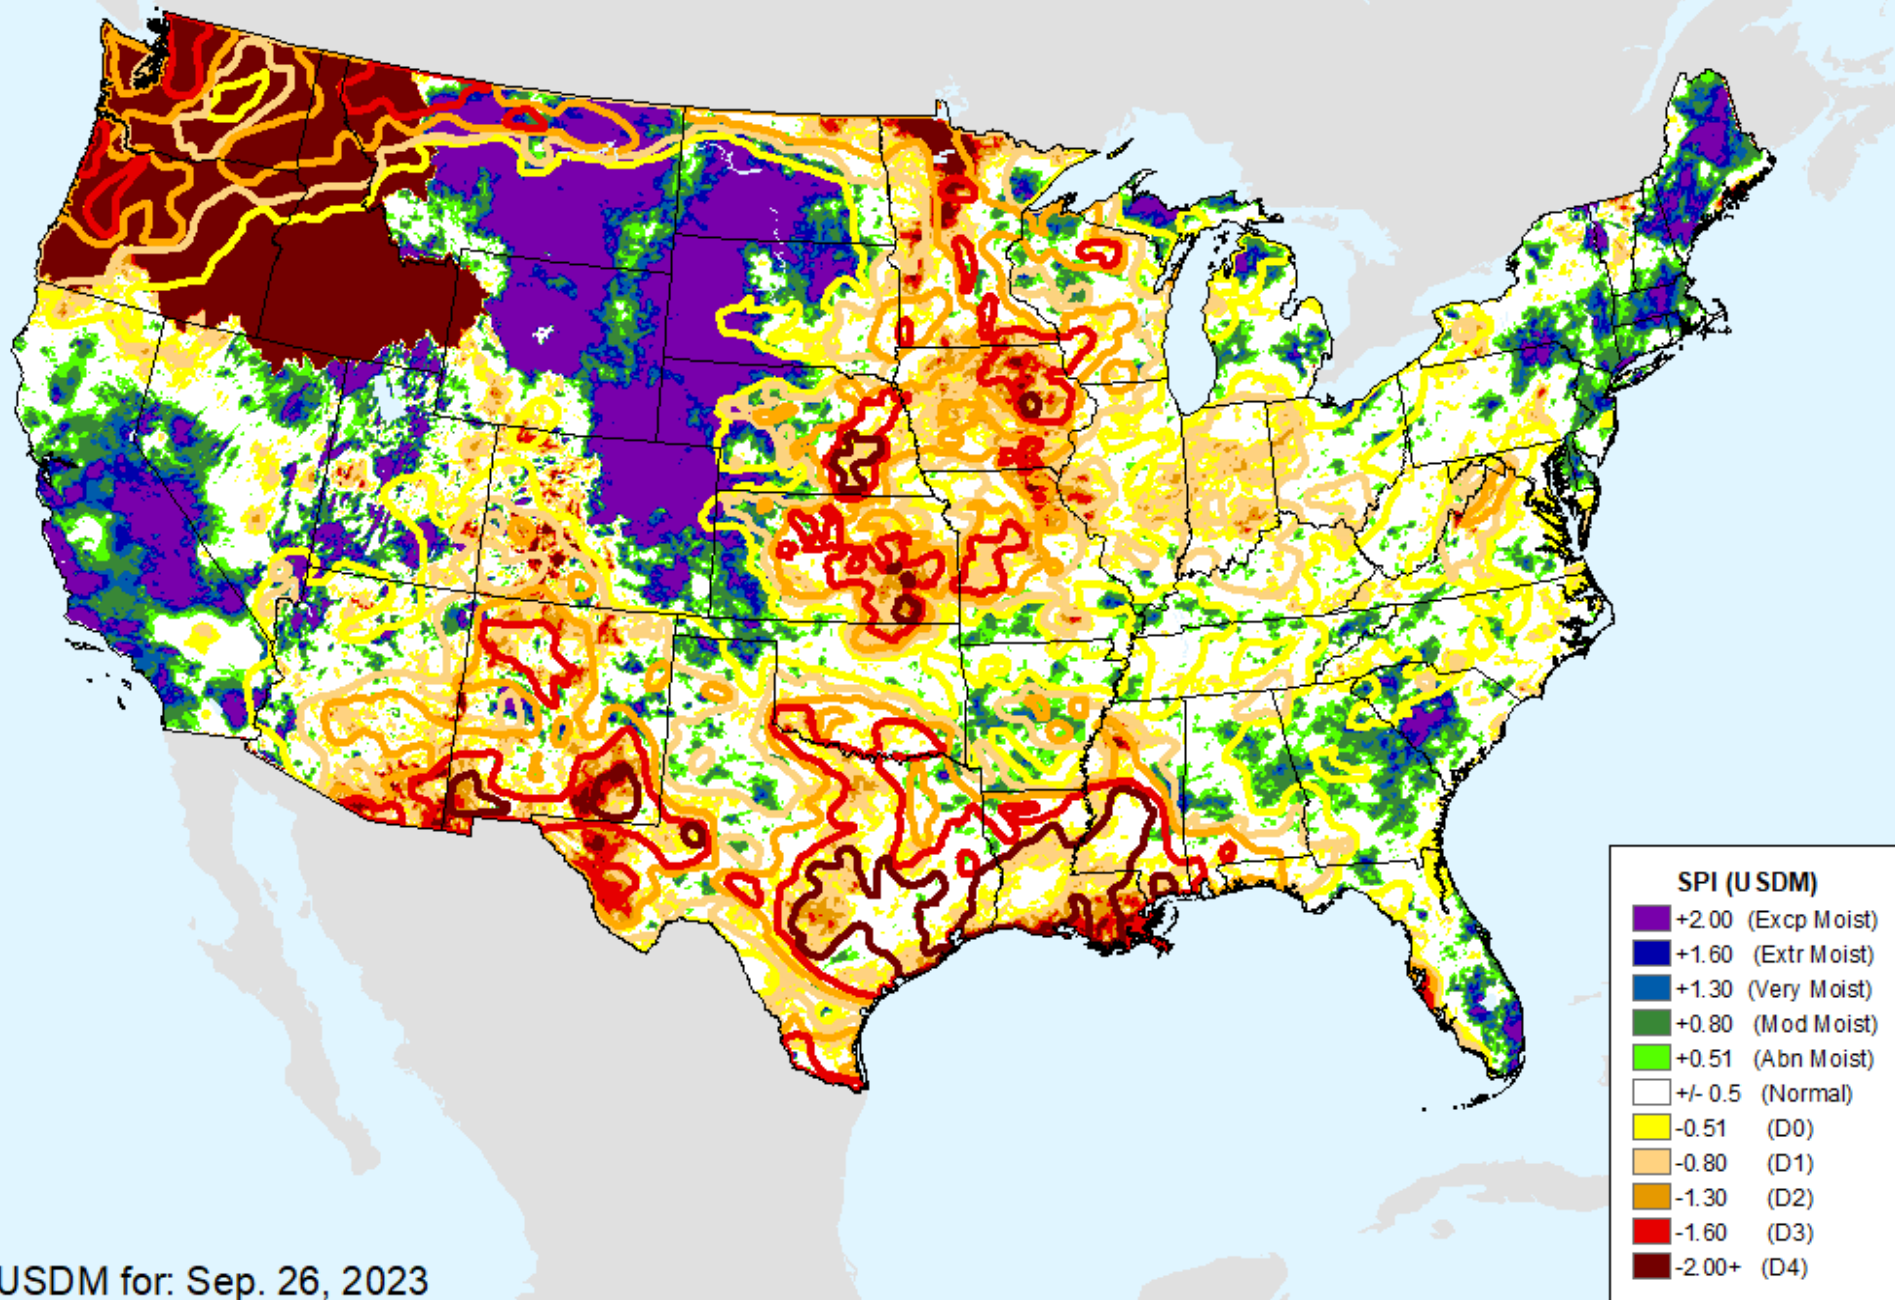 SPI (USDM)
+2.00 (Excp Moist)
+1.60 (Extr Moist)
+1.30 (Very Moist)
+0.80 (Mod Moist)
+0.51 (Abn Moist)
+/- 0.5 (Normal)
-0.51 (D0)
-0.80 (D1)
-1.30 (D2)
-1.60 (D3)
-2.00+ (D4)
USDM for: Sep. 26, 2023